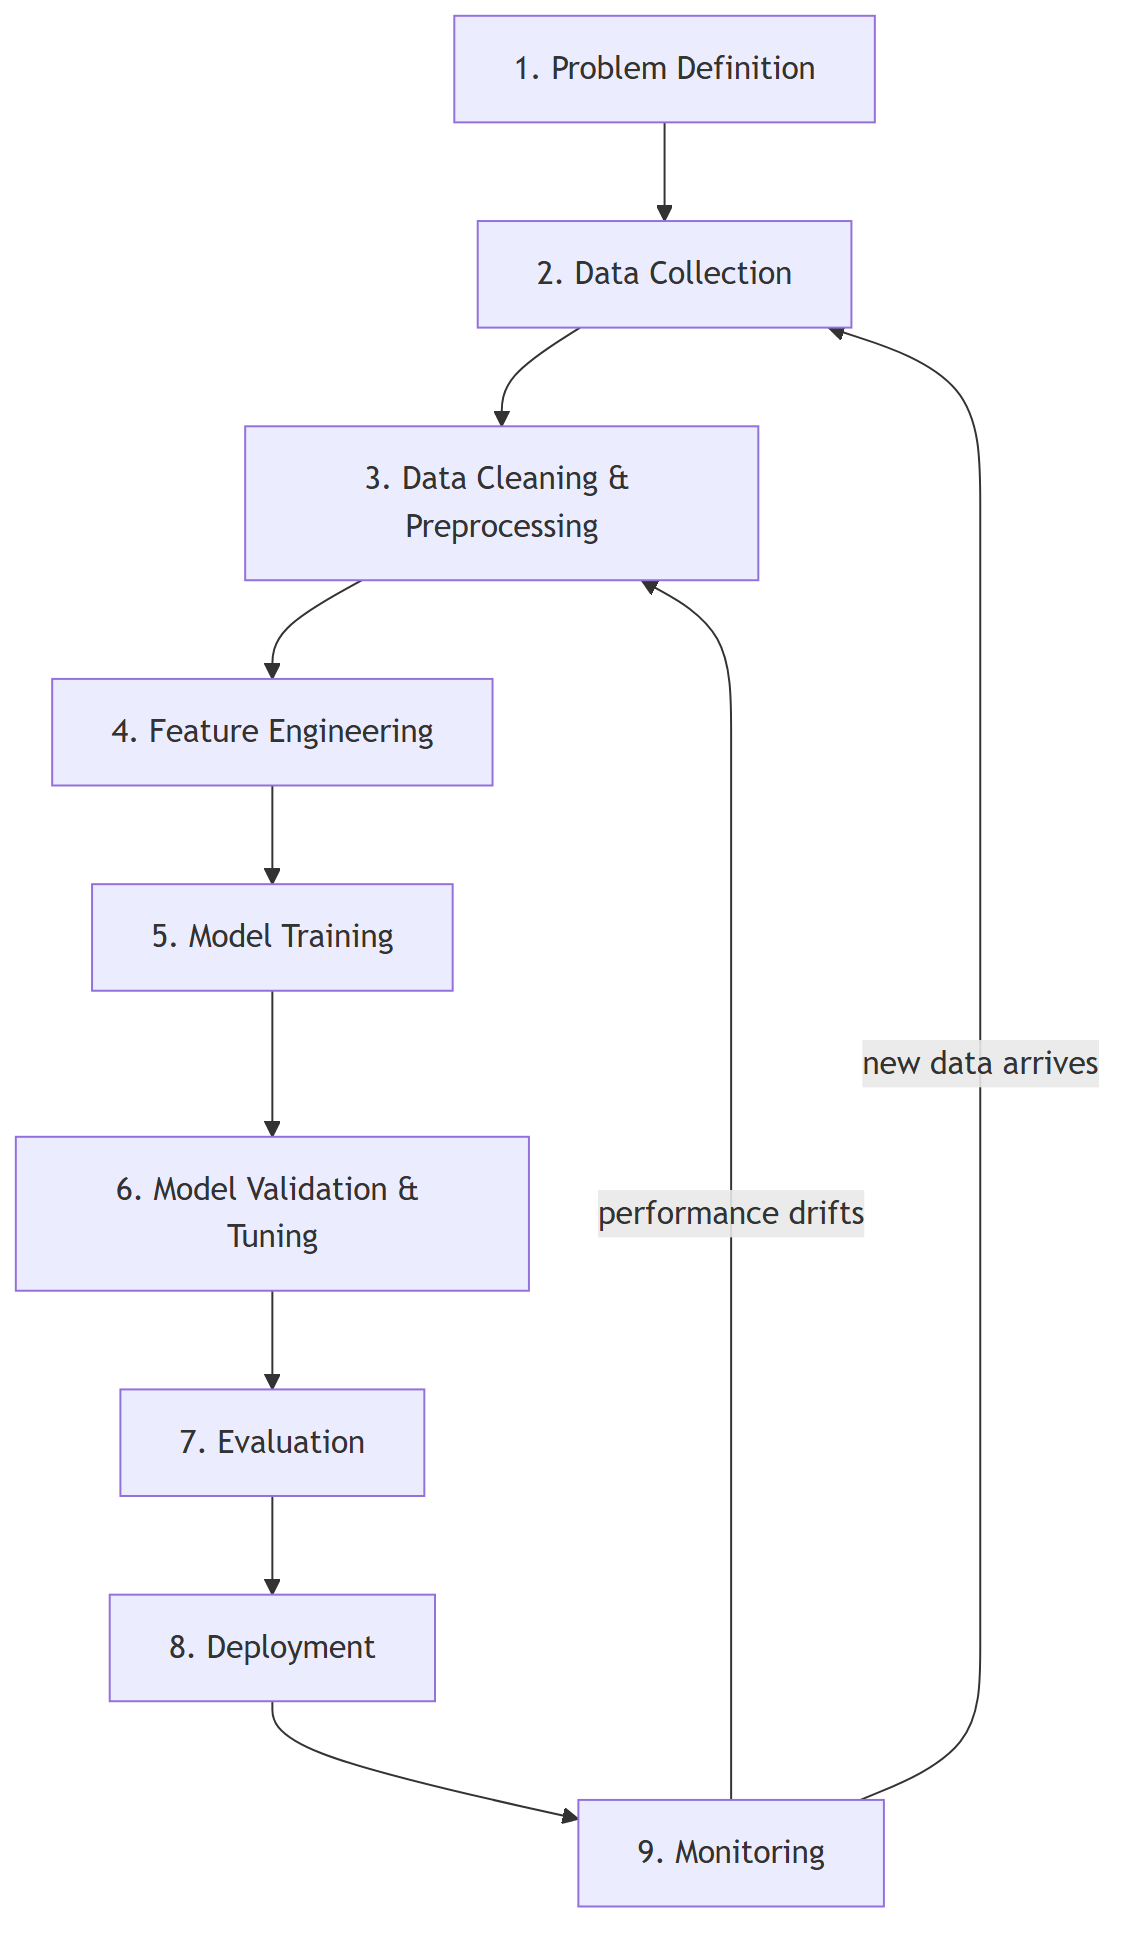 1. Problem Definition
2. Data Collection
3. Data Cleaning &
Preprocessing
4. Feature Engineering
5. Model Training
new data arrives
6. Model Validation &
Tuning
performance drifts
7. Evaluation
8. Deployment
9. Monitoring